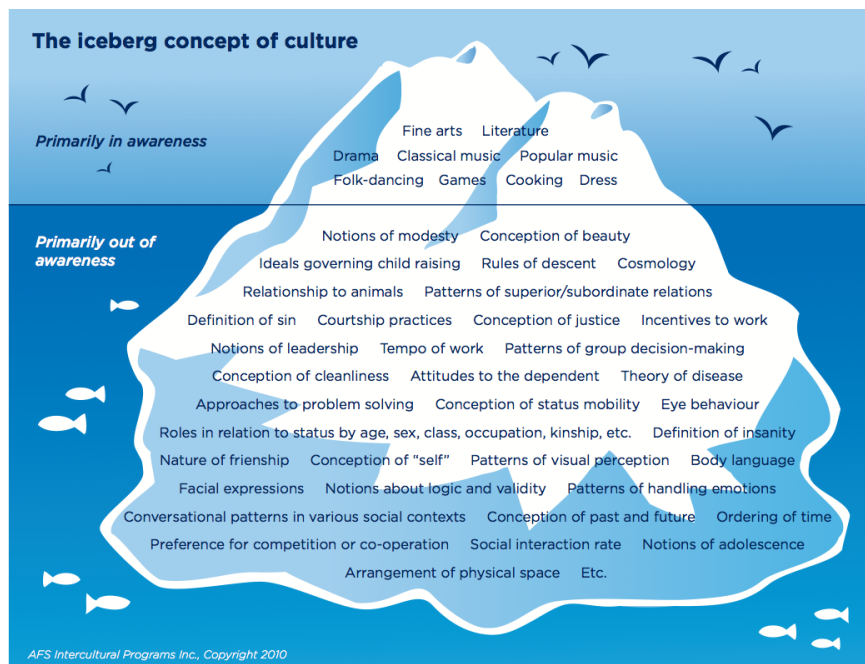 The iceberg concept of culture
Primarily in awareness
Fine arts Literature
Drama Classical music Popular music
Folk-dancing Games Cooking Dress
Primarily out of
awareness
Notions of modesty Conception of beauty
Ideals governing child raising Rules of descent Cosmology
Relationship to animals Patterns of superior/subordinate relations
Definition of sin Courtship practices Conception of justice Incentives to work
Notions of leadership Tempo of work Patterns of group decision-making
Conception of cleanliness Attitudes to the dependent Theory of disease
Approaches to problem solving Conception of status mobility Eye behaviour
Roles in relation to status by age, sex, class, occupation, kinship, etc. Definition of insanity
Nature of frienship Conception of “self” Patterns of visual perception Body language
Facial expressions Notions about logic and validity Patterns of handling emotions
Conversational patterns in various social contexts Conception of past and future Ordering of time
Preference for competition or co-operation Social interaction rate Notions of adolescence
Arrangement of physical space Etc.
AFS Intercultural Programs Inc., Copyright 2010